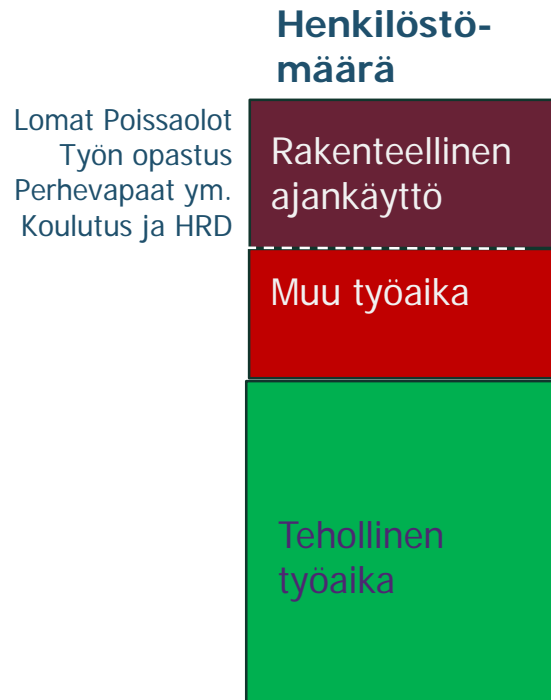 Henkilöstö-
määrä
Lomat Poissaolot
Työn opastus
Perhevapaat ym.
Koulutus ja HRD
Rakenteellinen
ajankäyttö
Muu työaika
Tehollinen
työaika